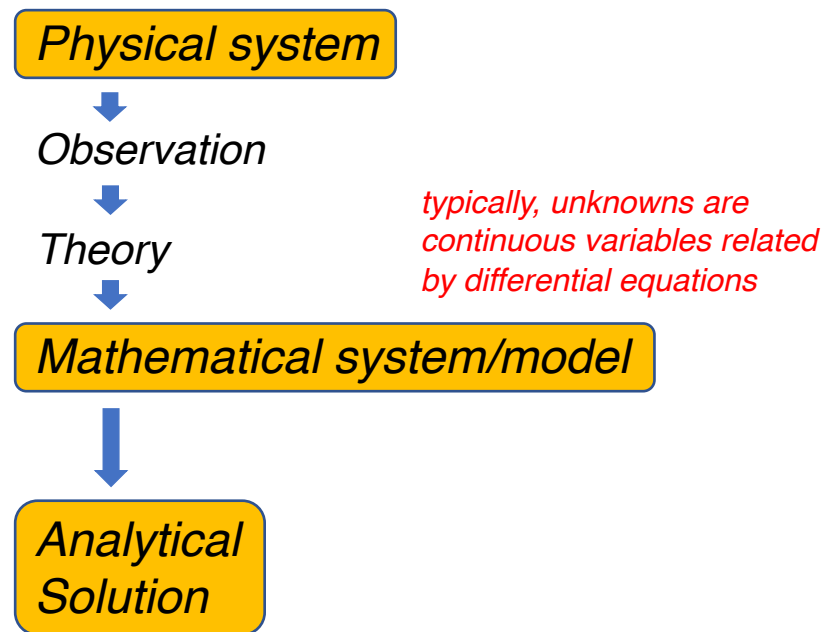 Physical system
Observation
typically, unknowns are
continuous variables related
by differential equations
Theory
Mathematical system/model
Analytical
Solution